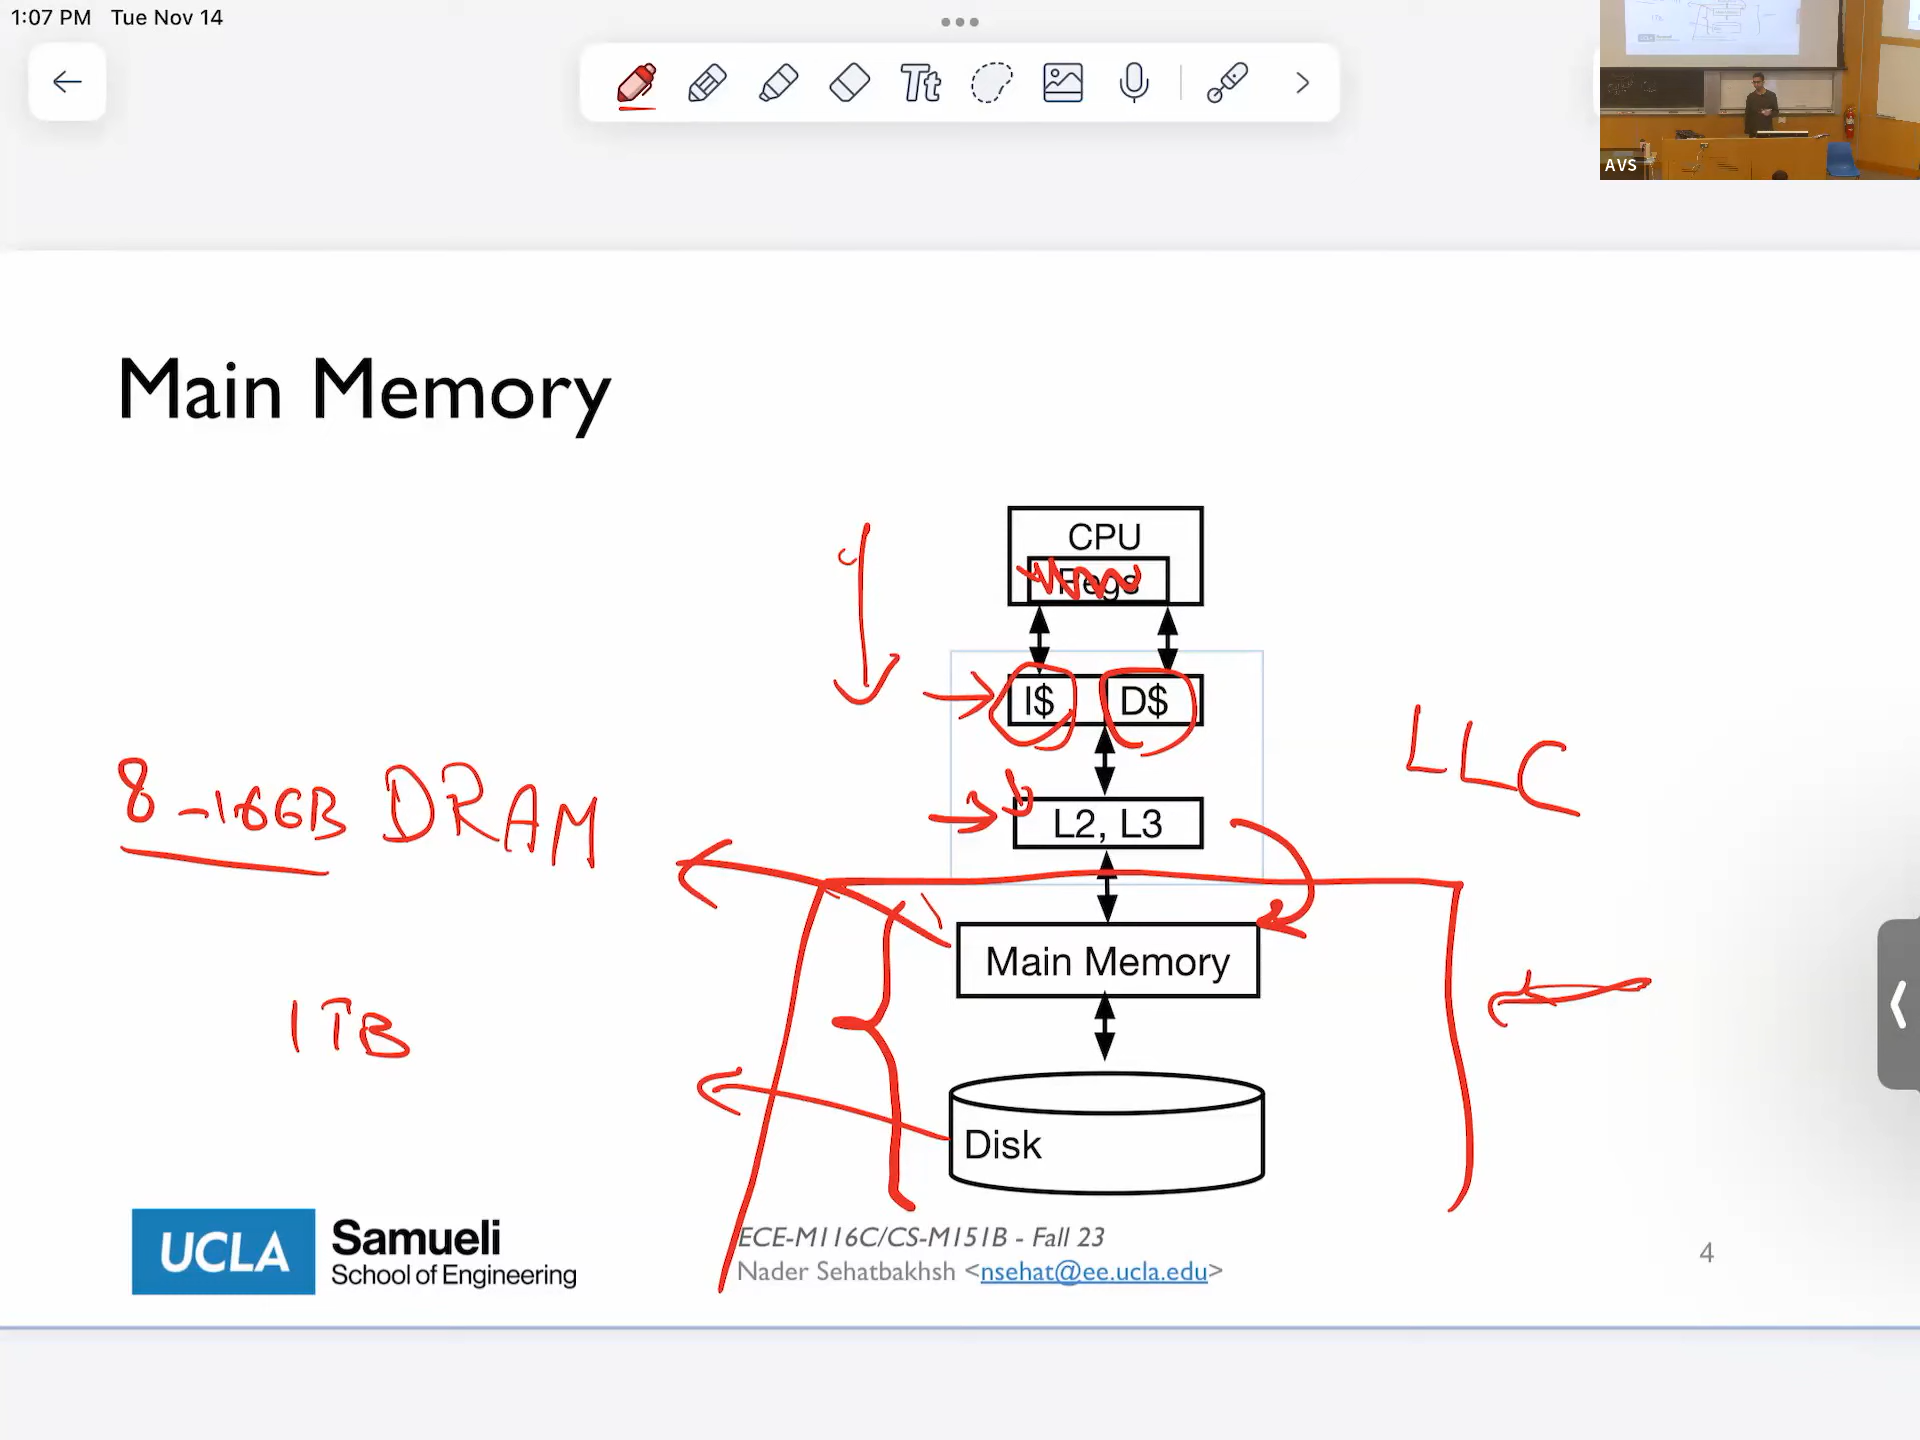 1:07 PM Tue Nov 14
Tt
AVS
Main Memory
CPU
Regs
I$ D$
LLC
8-16GB DRAM
L2, L3
Main Memory
1TB
Disk
UCLA Samueli
School of Engineering
ECE-M116C/CS-M151B - Fall 23
Nader Sehatbakhsh <nsehat@ee.ucla.edu>
4